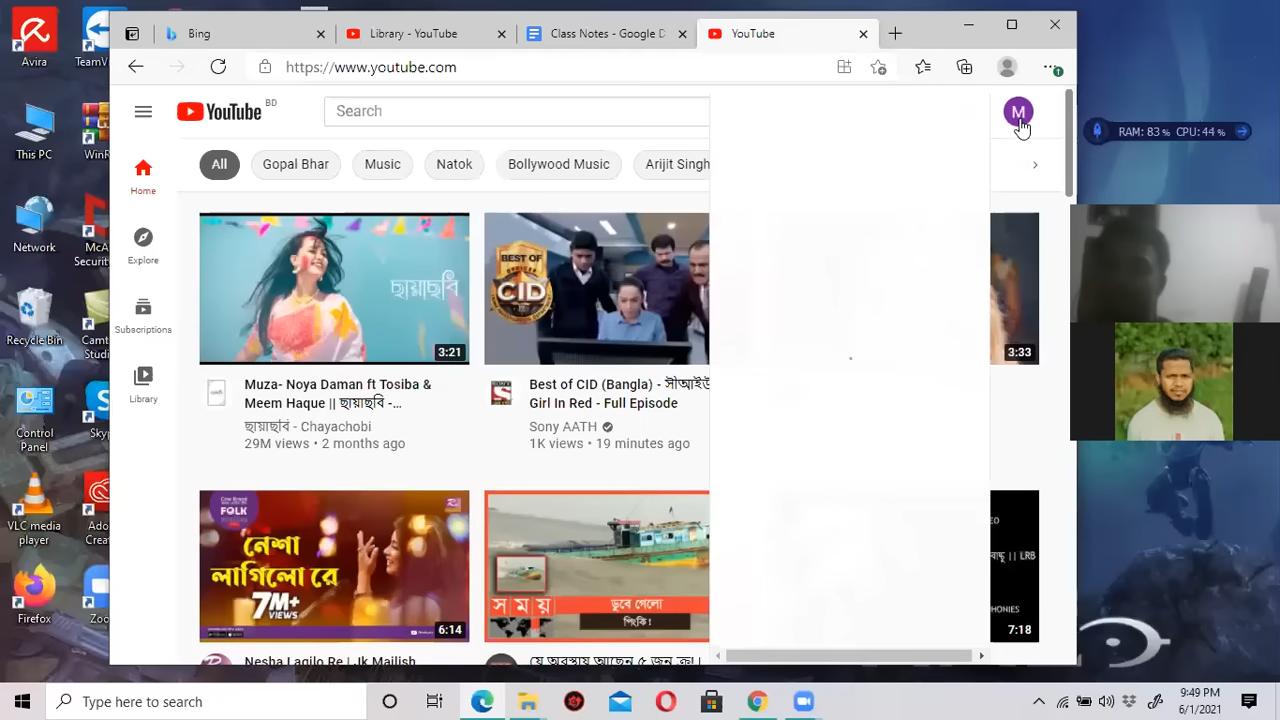 Bing
Library - YouTube
Class Notes - Google D
YouTube
https://www.youtube.com
YouTube BD
Search
M
All
Gopal Bhar
Music
Natok
Bollywood Music
Arijit Singh
Home
Explore
Subscriptions
Library
ছায়াছবি
3:21
BEST OF
CID
3:33
Muza- Noya Daman ft Tosiba &
Meem Haque || ছায়াছবি -...
ছায়াছবি - Chayachobi
29M views • 2 months ago
Best of CID (Bangla) - সীআইডি
Girl In Red - Full Episode
Sony AATH
1K views • 19 minutes ago
FOLK
নেশা
লাগিলো রে
7M+
VIEWS
6:14
সময়
ডুবে গেলো
পিংকি!
|| LRB
7:18
Nesha Lagilo Re | Jk Majlish
Avira
TeamV
This PC
WinR
Network
McA
Security
Recycle Bin
Camt
Studi
Control
Panel
Sky
VLC media
player
Ado
Crea
Firefox
Zoo
RAM: 83 % CPU: 44 %
Type here to search
9:49 PM
6/1/2021